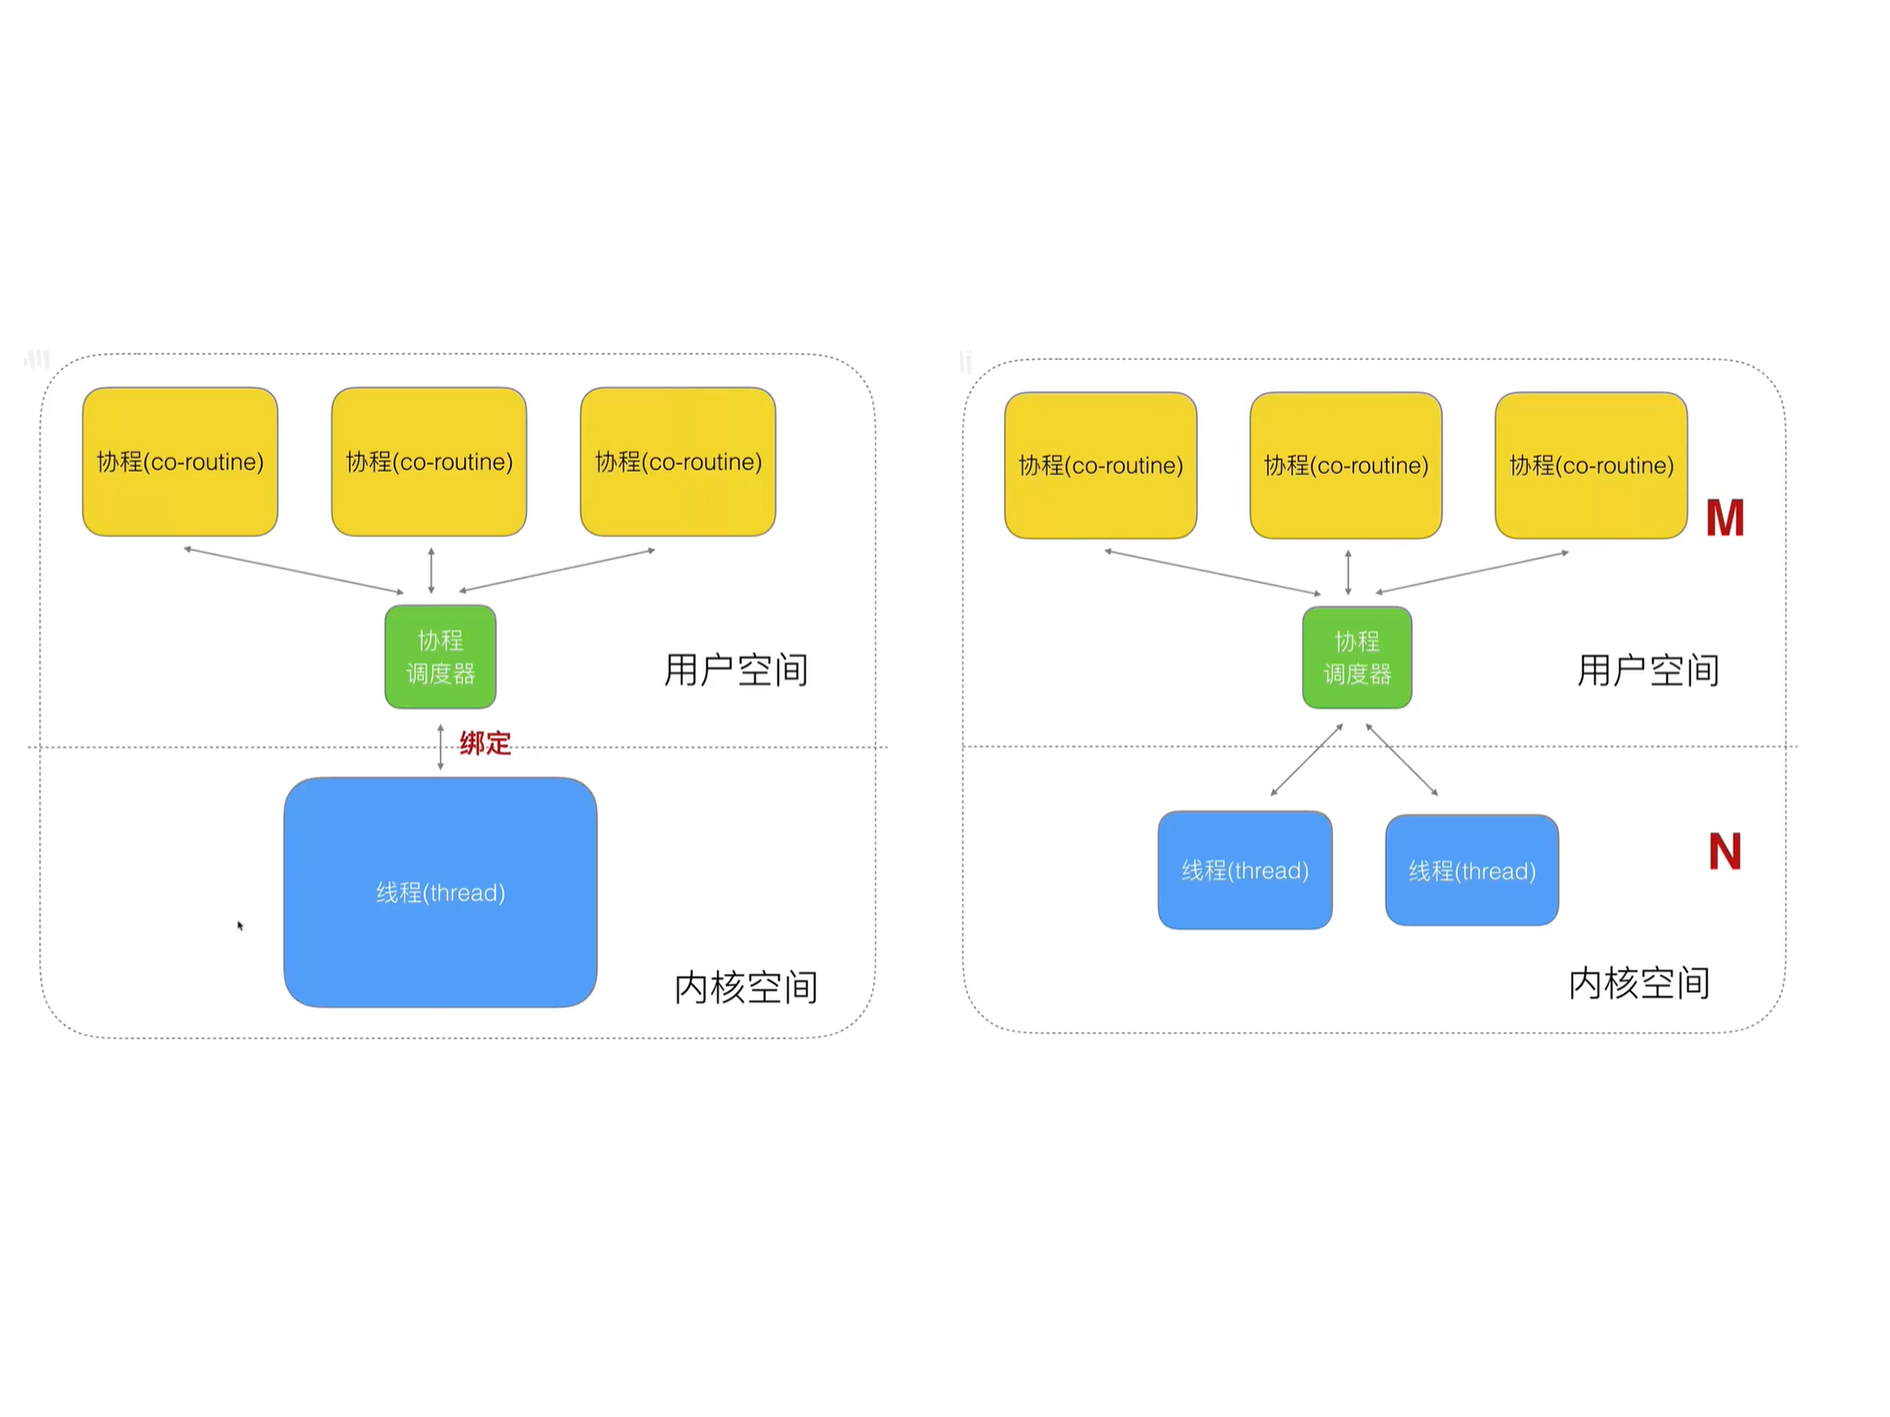 协程(co-routine)
协程(co-routine)
协程(co-routine)
协程
调度器
用户空间
绑定
线程(thread)
内核空间
协程(co-routine)
协程(co-routine)
协程(co-routine)
M
协程
调度器
用户空间
线程(thread)
线程(thread)
N
内核空间